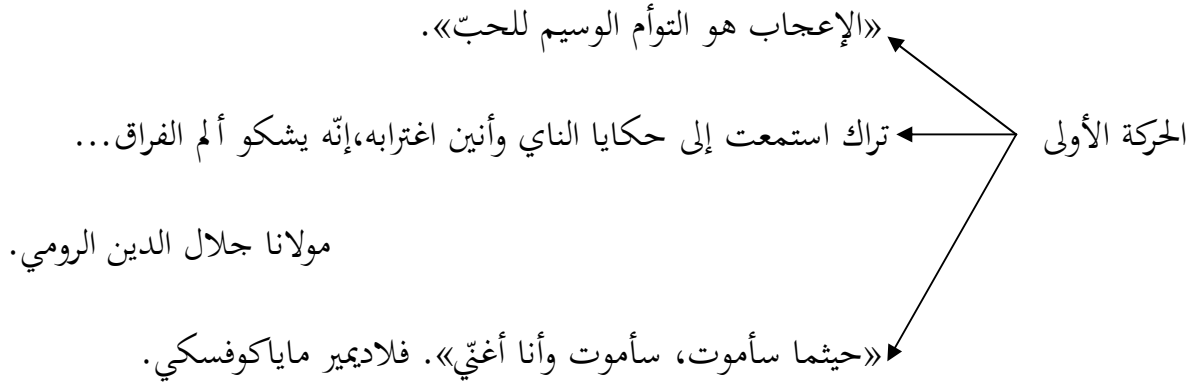 «الإعجاب هو التوأم الوسيم للحبّ».
الحركة الأولى
تراك استمعت إلى حكايا الناي وأنين اغترابه،إنّه يشكو ألم الفراق...
مولانا جلال الدين الرومي.
«حيثما سأموت، سأموت وأنا أغنّي». فلاديمير ماياكوفسكي.